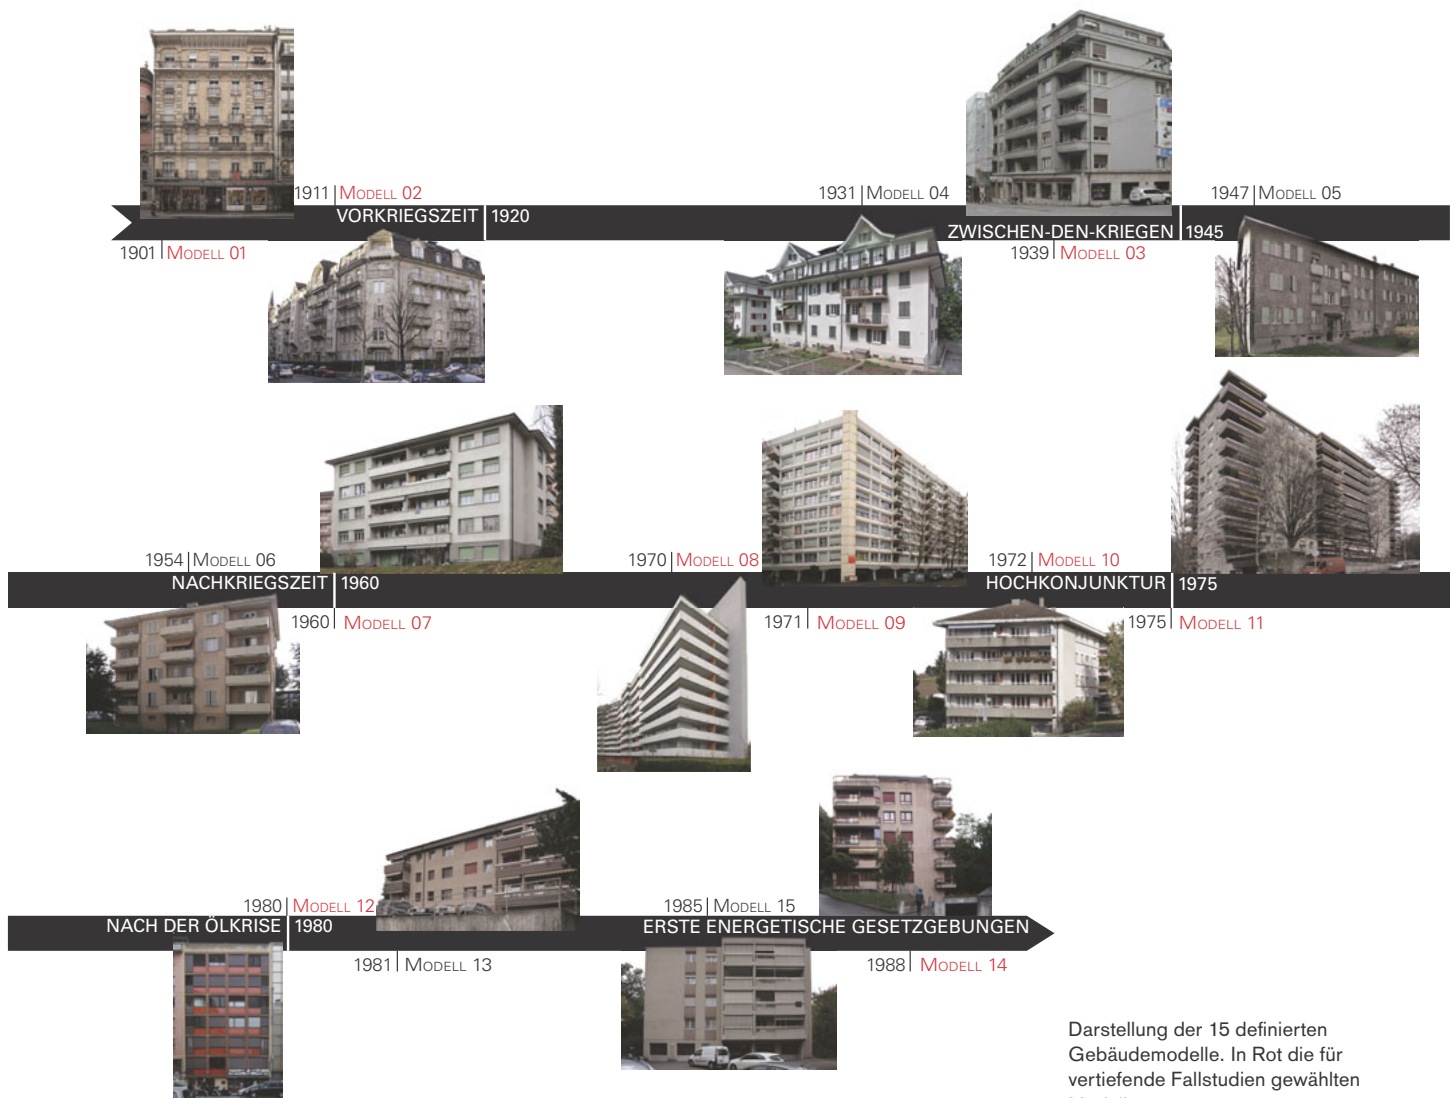 1911 | MODELL 02
1931 | MODELL 04
1947 | MODELL 05
VORKRIEGSZEIT | 1920
ZWISCHEN-DEN-KRIEGEN | 1945
1901 | MODELL 01
1939 | MODELL 03
1954 | MODELL 06
1970 | MODELL 08
1972 | MODELL 10
NACHKRIEGSZEIT | 1960
HOCHKONJUNKTUR | 1975
1960 | MODELL 07
1971 | MODELL 09
1975 | MODELL 11
1980 | MODELL 12
1985 | MODELL 15
NACH DER ÖLKRISE | 1980
ERSTE ENERGETISCHE GESETZGEBUNGEN
1981 | MODELL 13
1988 | MODELL 14
Darstellung der 15 definierten
Gebäudemodelle. In Rot die für
vertiefende Fallstudien gewählten